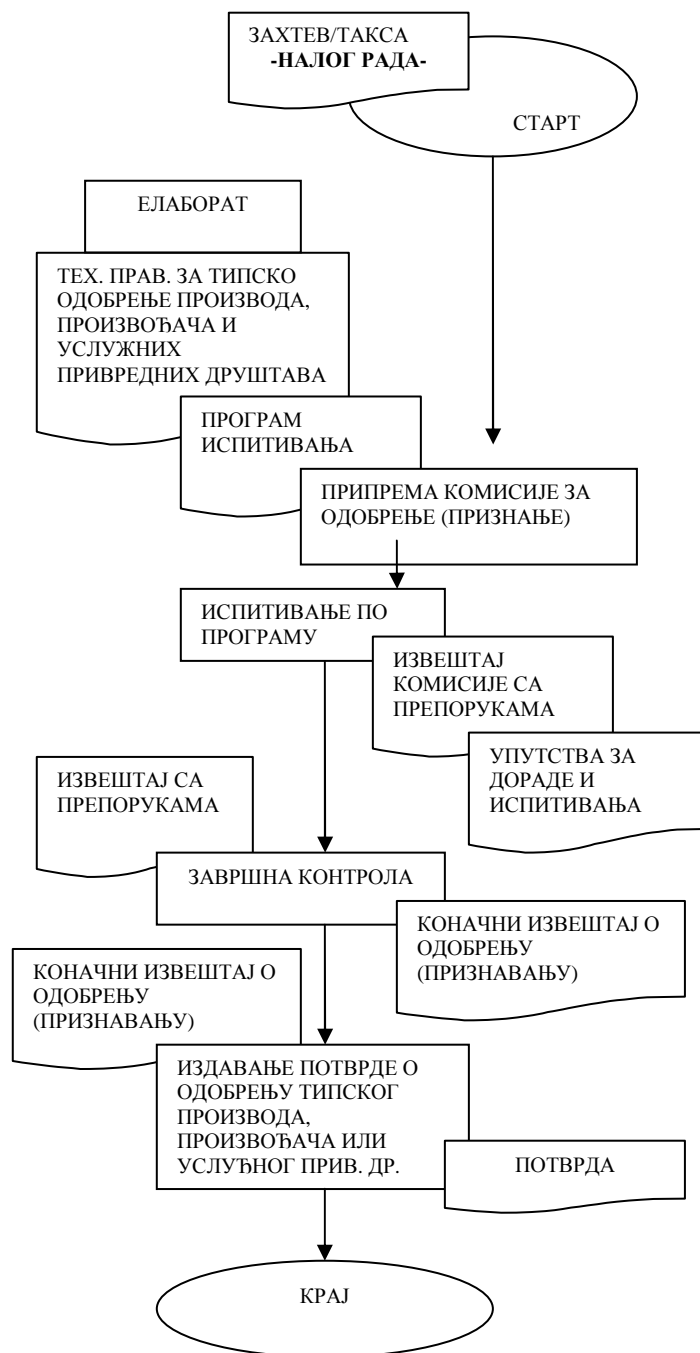 ЗАХТЕВ/ТАКСА
-НАЛОГ РАДА-
СТАРТ
ЕЛАБОРАТ
ТЕХ. ПРАВ. ЗА ТИПСКО
ОДОБРЕЊЕ ПРОИЗВОДА,
ПРОИЗВОЂАЧА И
УСЛУЖНИХ
ПРИВРЕДНИХ ДРУШТАВА
ПРОГРАМ
ИСПИТИВАЊА
ПРИПРЕМА КОМИСИЈЕ ЗА
ОДОБРЕЊЕ (ПРИЗНАЊЕ)
ИСПИТИВАЊЕ ПО
ПРОГРАМУ
ИЗВЕШТАЈ
КОМИСИЈЕ СА
ПРЕПОРУКАМА
УПУТСТВА ЗА
ДОРАДЕ И
ИСПИТИВАЊА
ИЗВЕШТАЈ СА
ПРЕПОРУКАМА
ЗАВРШНА КОНТРОЛА
КОНАЧНИ ИЗВЕШТАЈ О
ОДОБРЕЊУ
(ПРИЗНАВАЊУ)
КОНАЧНИ ИЗВЕШТАЈ О
ОДОБРЕЊУ
(ПРИЗНАВАЊУ)
ИЗДАВАЊЕ ПОТВРДЕ О
ОДОБРЕЊУ ТИПСКОГ
ПРОИЗВОДА,
ПРОИЗВОЂАЧА ИЛИ
УСЛУЂНОГ ПРИВ. ДР.
ПОТВРДА
КРАЈ